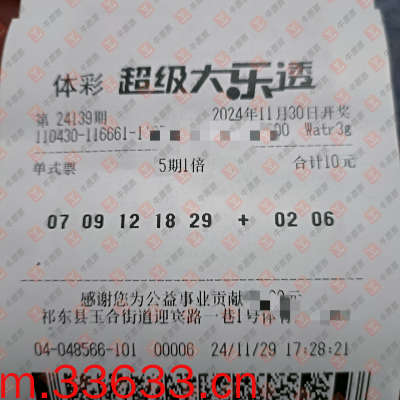 体彩 超级大乐透
第 24139期 2024年11月30日开奖
110430-116661-1 00 Watr3g
单式票 5期1倍 合计10元
07 09 12 18 29 + 02 06
感谢您为公益事业贡献 元
祁东县玉合街道迎宾路一巷1号体
04-048566-101 00006 24/11/29 17:28:21
m.33633.cn